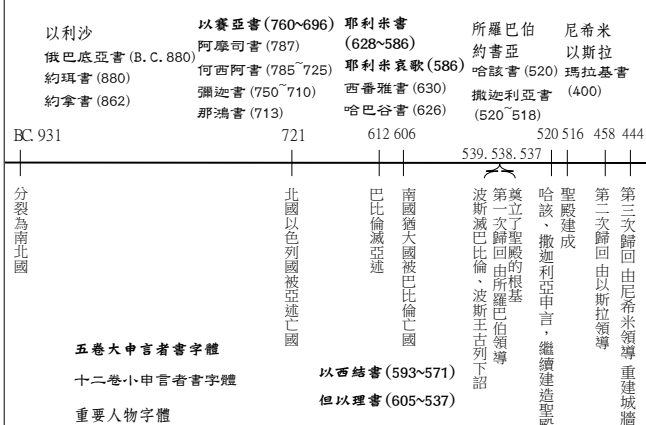 以利沙
俄巴底亞書(B.C.880)
約珥書(880)
約拿書(862)
以賽亞書(760~696)
阿摩司書(787)
何西阿書(785~725)
彌迦書(750~710)
那鴻書(713)
耶利米書
(628~586)
耶利米哀歌(586)
西番雅書(630)
哈巴谷書(626)
所羅巴伯
約書亞
哈該書(520)
撒迦利亞書
(520~518)
尼希米
以斯拉
瑪拉基書
(400)
BC. 931
721
612 606
539. 538. 537
520 516
458 444
分裂為南北國
北國以色列國被亞述亡國
巴比倫滅亞述
南國猶大國被巴比倫亡國
波斯滅巴比倫、波斯王古列下詔
第一次歸回 由所羅巴伯領導
奠立了聖殿的根基
哈該、撒迦利亞申言，繼續建造聖殿
聖殿建成
第二次歸回 由以斯拉領導
第三次歸回 由尼希米領導 重建城牆
五卷大申言者書字體
十二卷小申言者書字體
重要人物字體
以西結書(593~571)
但以理書(605~537)